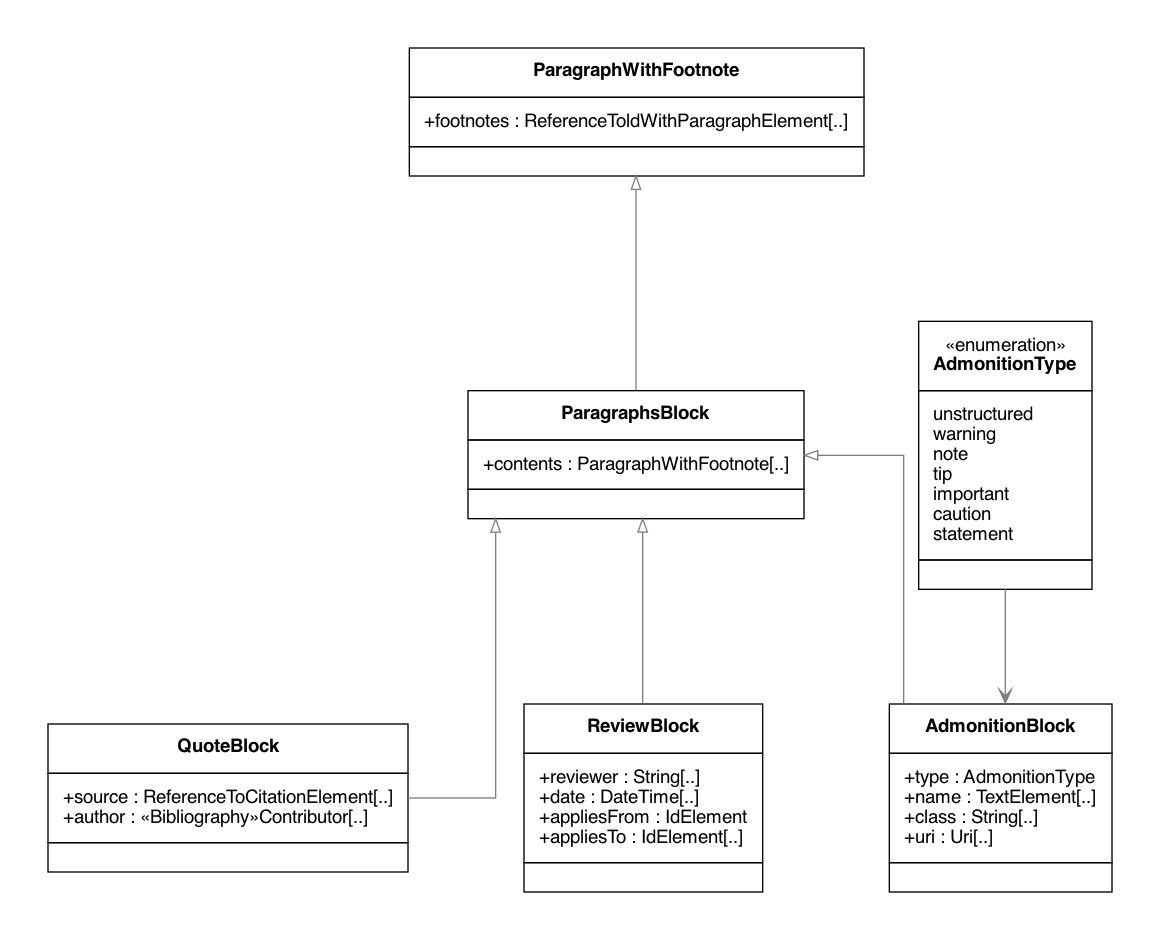 ParagraphWithFootnote
+footnotes : ReferenceToIdWithParagraphElement[..]
«enumeration»
AdmonitionType
unstructured
warning
note
tip
important
caution
statement
ParagraphsBlock
+contents : ParagraphWithFootnote[..]
QuoteBlock
+source : ReferenceToCitationElement[..]
+author : «Bibliography»Contributor[..]
ReviewBlock
+reviewer : String[..]
+date : DateTime[..]
+appliesFrom : IdElement
+appliesTo : IdElement[..]
AdmonitionBlock
+type : AdmonitionType
+name : TextElement[..]
+class : String[..]
+uri : Uri[..]